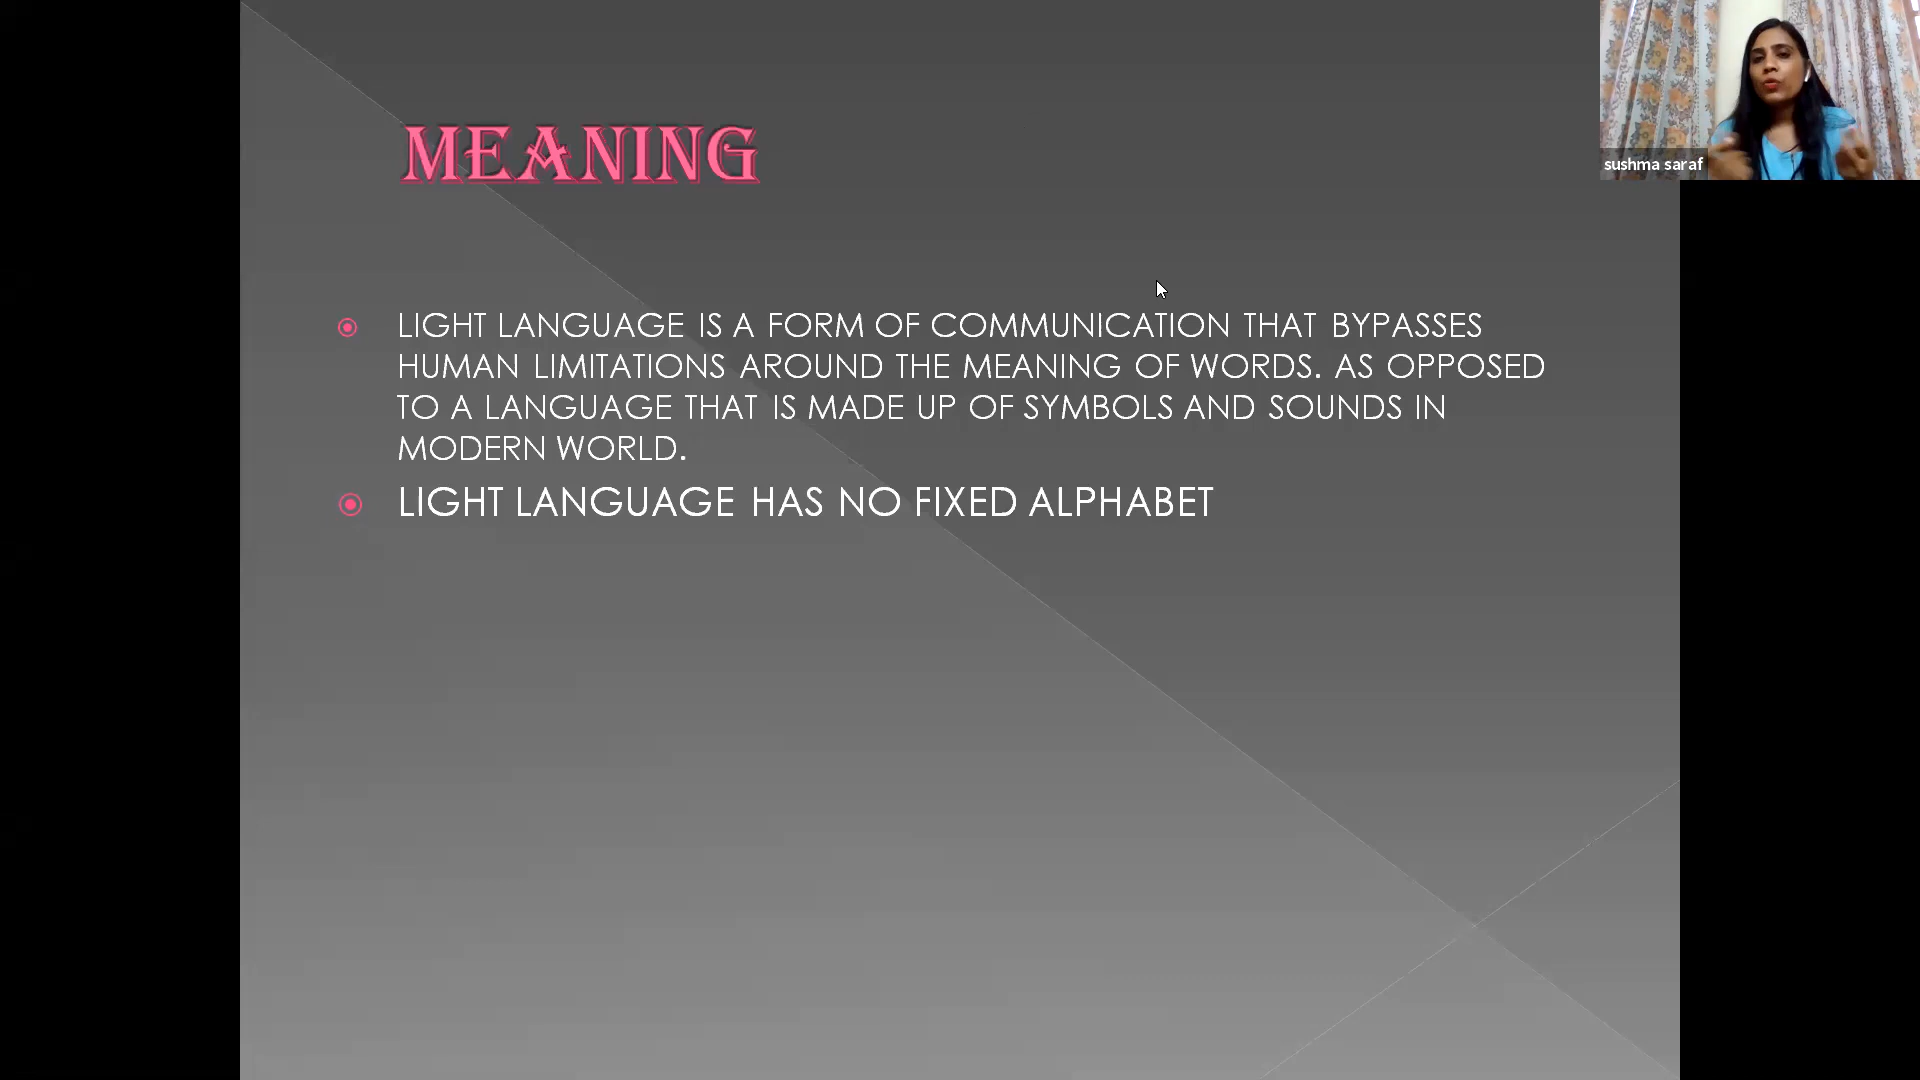 MEANING
sushma saraf
LIGHT LANGUAGE IS A FORM OF COMMUNICATION THAT BYPASSES
HUMAN LIMITATIONS AROUND THE MEANING OF WORDS. AS OPPOSED
TO A LANGUAGE THAT IS MADE UP OF SYMBOLS AND SOUNDS IN
MODERN WORLD.
LIGHT LANGUAGE HAS NO FIXED ALPHABET